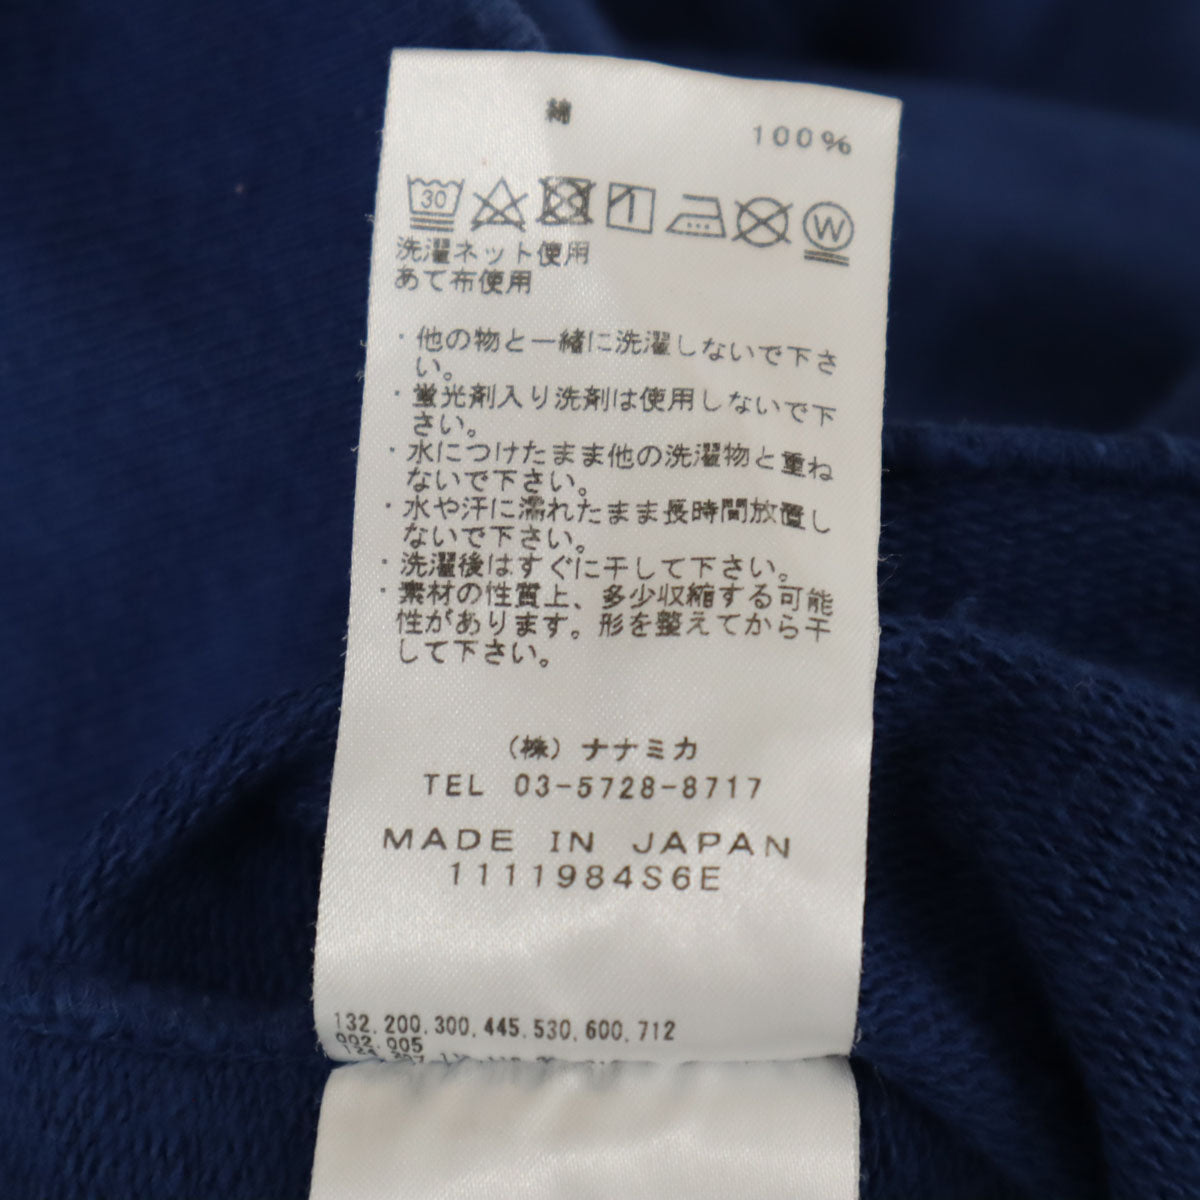 綿 100%
30 W
洗濯ネット使用
あて布使用
・他の物と一緒に洗濯しないで下さ
い。
・蛍光剤入り洗剤は使用しないで下
さい。
・水につけたまま他の洗濯物と重ね
ないで下さい。
・水や汗に濡れたまま長時間放置し
ないで下さい。
・洗濯後はすぐに干して下さい。
・素材の性質上、多少収縮する可能
性があります。形を整えてから干
して下さい。
(株)ナナミカ
TEL 03-5728-8717
MADE IN JAPAN
1111984S6E
132.200.300.445.530.600.712
002.005